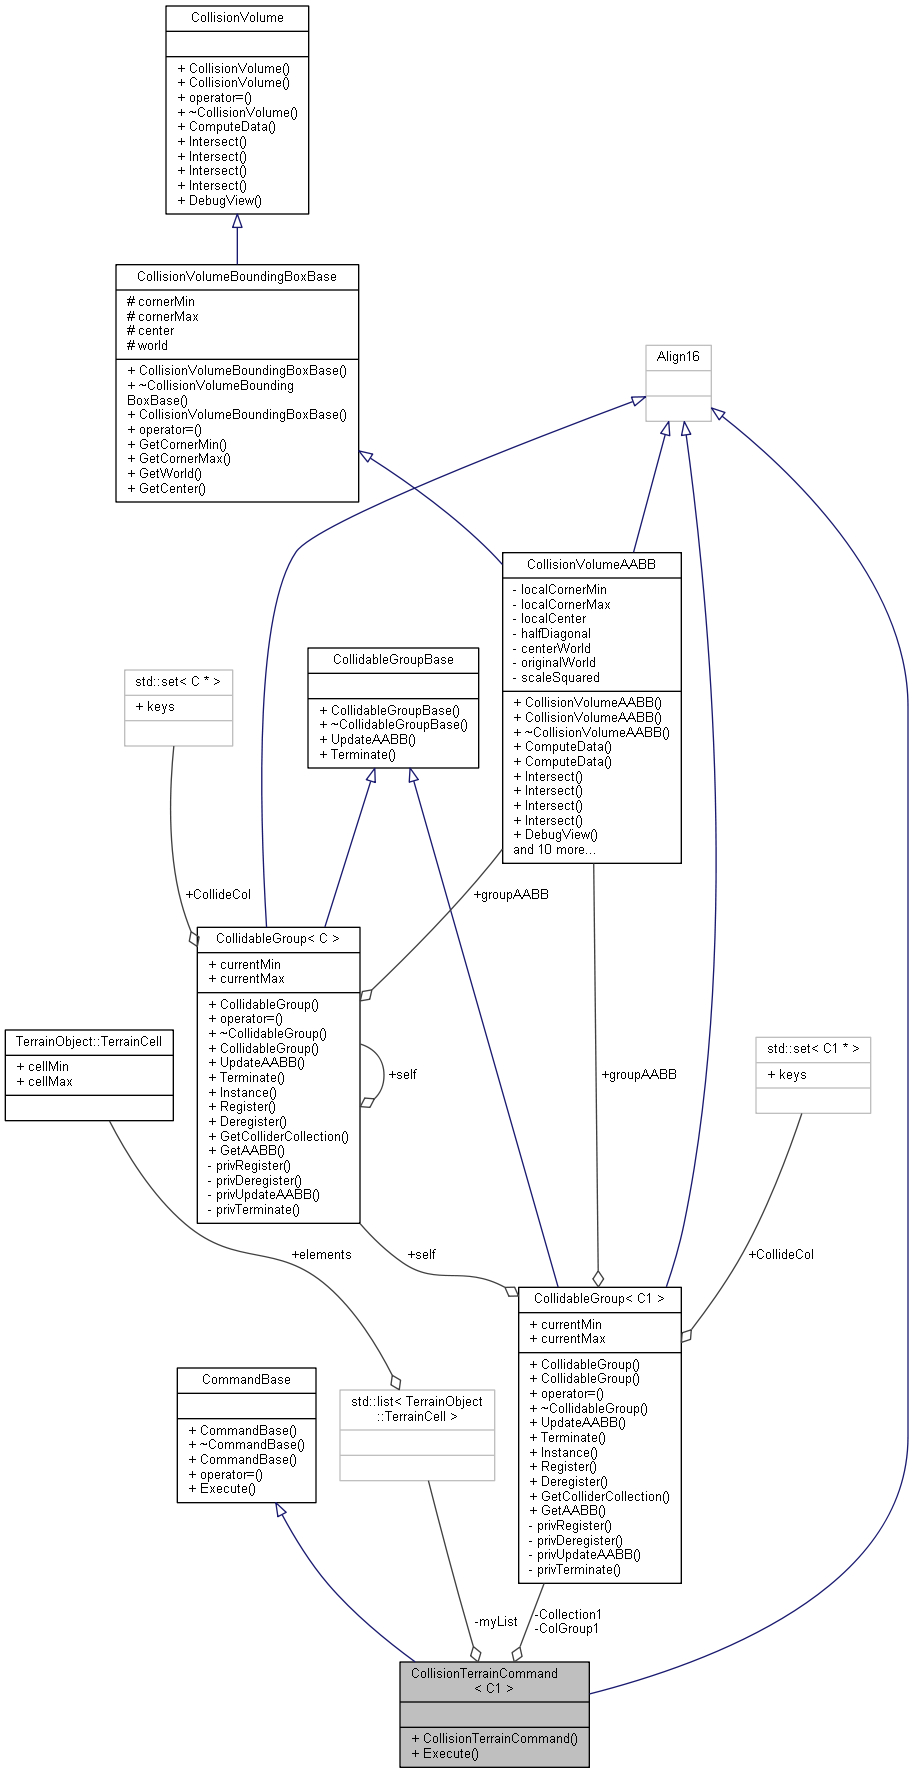 CollisionVolume
+ CollisionVolume()
+ CollisionVolume()
+ operator=()
+ ~CollisionVolume()
+ ComputeData()
+ Intersect()
+ Intersect()
+ Intersect()
+ Intersect()
+ DebugView()
CollisionVolumeBoundingBoxBase
# cornerMin
# cornerMax
# center
# world
+ CollisionVolumeBoundingBoxBase()
+ ~CollisionVolumeBounding
BoxBase()
+ CollisionVolumeBoundingBoxBase()
+ operator=()
+ GetCornerMin()
+ GetCornerMax()
+ GetWorld()
+ GetCenter()
Align16
CollisionVolumeAABB
- localCornerMin
- localCornerMax
- localCenter
- halfDiagonal
- centerWorld
- originalWorld
- scaleSquared
+ CollisionVolumeAABB()
+ CollisionVolumeAABB()
+ ~CollisionVolumeAABB()
+ ComputeData()
+ ComputeData()
+ Intersect()
+ Intersect()
+ Intersect()
+ Intersect()
+ DebugView()
and 10 more...
CollidableGroupBase
+ CollidableGroupBase()
+ ~CollidableGroupBase()
+ UpdateAABB()
+ Terminate()
std::set< C * >
+ keys
+CollideCol
+groupAABB
CollidableGroup< C >
+ currentMin
+ currentMax
+ CollidableGroup()
+ operator=()
+ ~CollidableGroup()
+ CollidableGroup()
+ UpdateAABB()
+ Terminate()
+ Instance()
+ Register()
+ Deregister()
+ GetColliderCollection()
+ GetAABB()
- privRegister()
- privDeregister()
- privUpdateAABB()
- privTerminate()
+self
TerrainObject::TerrainCell
+ cellMin
+ cellMax
+groupAABB
std::set< C1 * >
+ keys
+elements
+self
+CollideCol
CollidableGroup< C1 >
+ currentMin
+ currentMax
+ CollidableGroup()
+ CollidableGroup()
+ operator=()
+ ~CollidableGroup()
+ UpdateAABB()
+ Terminate()
+ Instance()
+ Register()
+ Deregister()
+ GetColliderCollection()
+ GetAABB()
- privRegister()
- privDeregister()
- privUpdateAABB()
- privTerminate()
CommandBase
+ CommandBase()
+ ~CommandBase()
+ CommandBase()
+ operator=()
+ Execute()
std::list< TerrainObject
::TerrainCell >
-myList
-Collection1
-ColGroup1
CollisionTerrainCommand
< C1 >
+ CollisionTerrainCommand()
+ Execute()